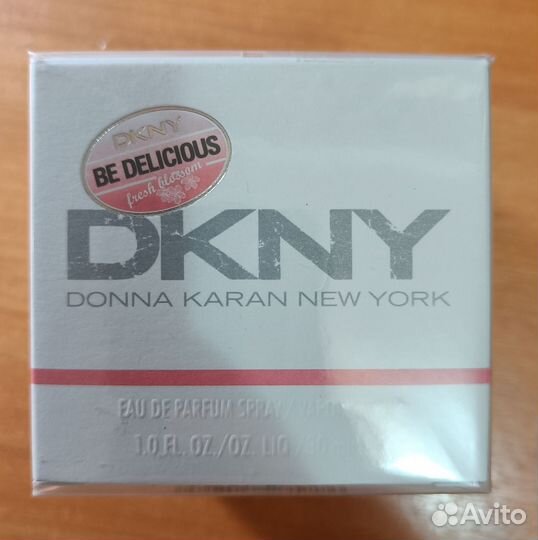 DKNY
BE DELICIOUS
fresh blossom
DKNY
DONNA KARAN NEW YORK
EAU DE PARFUM SPRAY /
1.0 FL. OZ./OZ. LIQ /
Avito